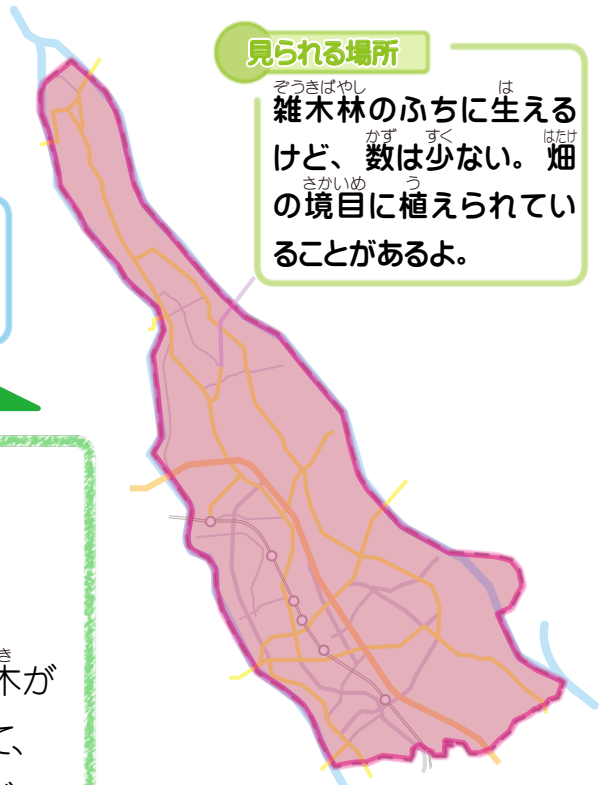 見られる場所
雑木林のふちに生える
けど、数は少ない。畑
の境目に植えられてい
ることがあるよ。
木が
て、